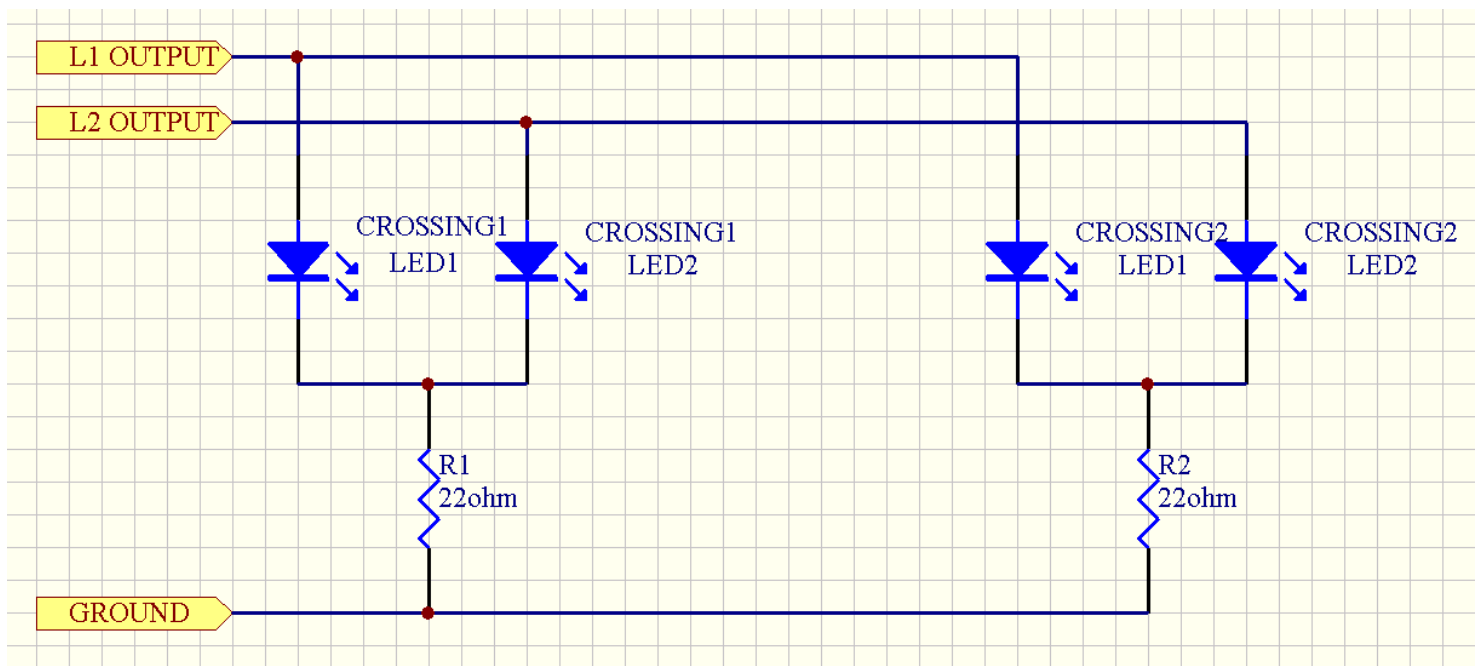 L1 OUTPUT
L2 OUTPUT
CROSSING1
LED1
CROSSING1
LED2
CROSSING2
LED1
CROSSING2
LED2
R1
22ohm
R2
22ohm
GROUND